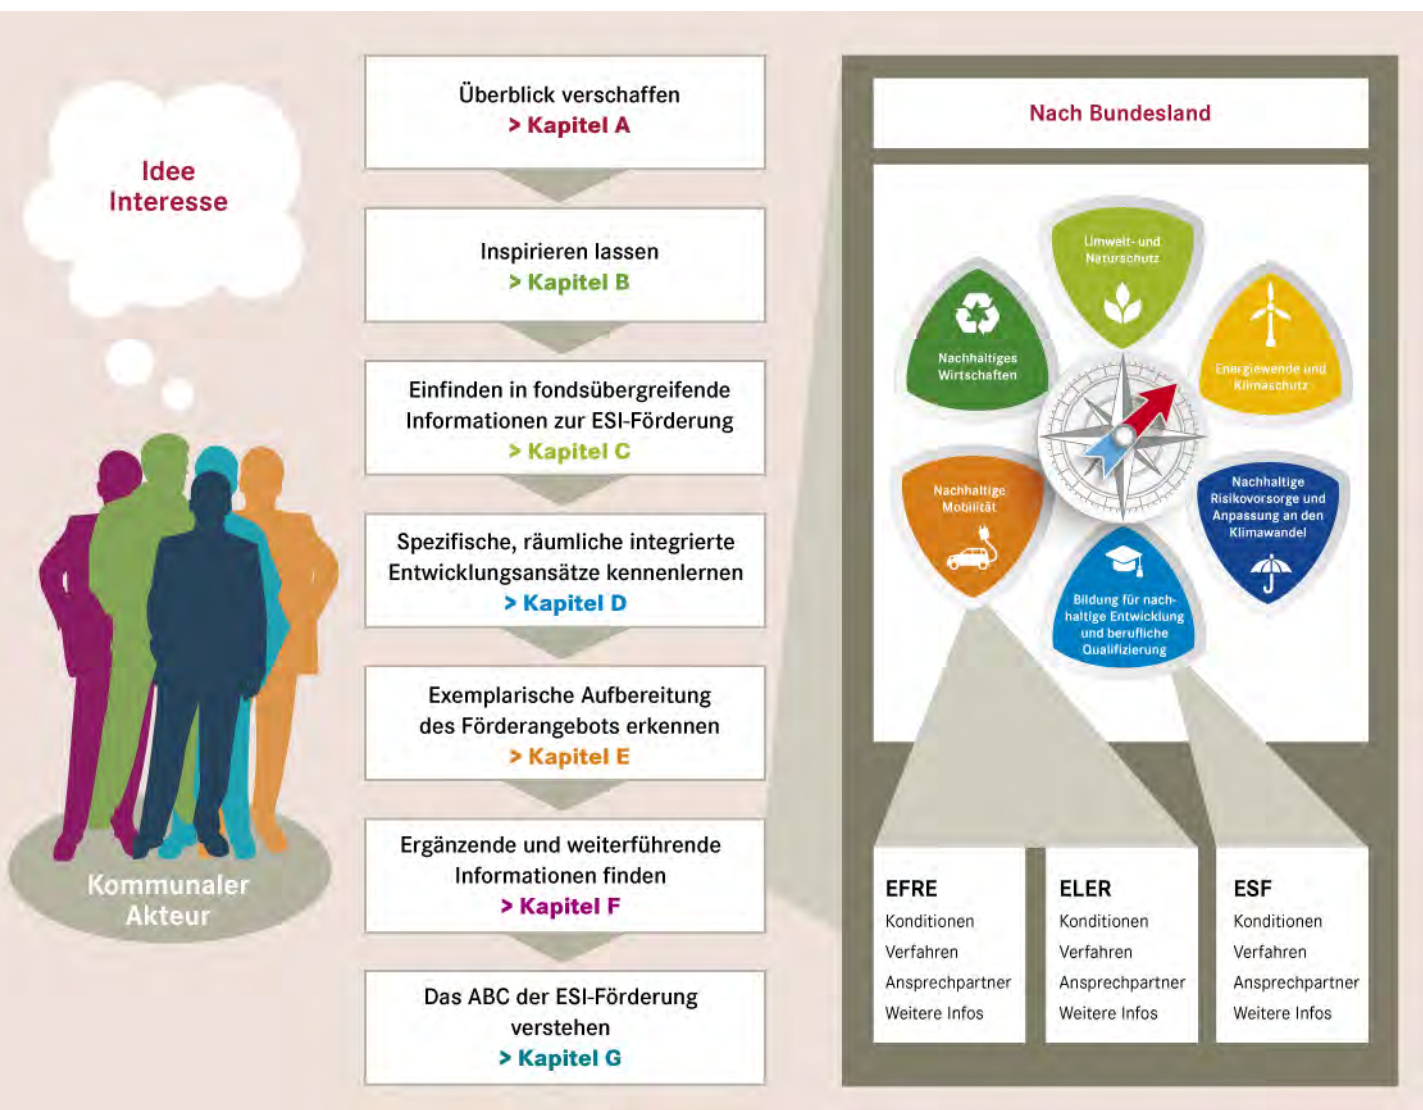 Idee
Interesse
Kommunaler
Akteur
Überblick verschaffen
> Kapitel A
Inspirieren lassen
> Kapitel B
Einfinden in fondsübergreifende
Informationen zur ESI-Förderung
> Kapitel C
Spezifische, räumliche integrierte
Entwicklungsansätze kennenlernen
> Kapitel D
Exemplarische Aufbereitung
des Förderangebots erkennen
> Kapitel E
Ergänzende und weiterführende
Informationen finden
> Kapitel F
Das ABC der ESI-Förderung
verstehen
> Kapitel G
Nach Bundesland
Umwelt- und
Naturschutz
Nachhaltiges
Wirtschaften
Energiewende und
Klimaschutz
Nachhaltige
Mobilität
Nachhaltige
Risikovorsorge und
Anpassung an den
Klimawandel
Bildung für nach-
haltige Entwicklung
und berufliche
Qualifizierung
EFRE
Konditionen
Verfahren
Ansprechpartner
Weitere Infos
ELER
Konditionen
Verfahren
Ansprechpartner
Weitere Infos
ESF
Konditionen
Verfahren
Ansprechpartner
Weitere Infos